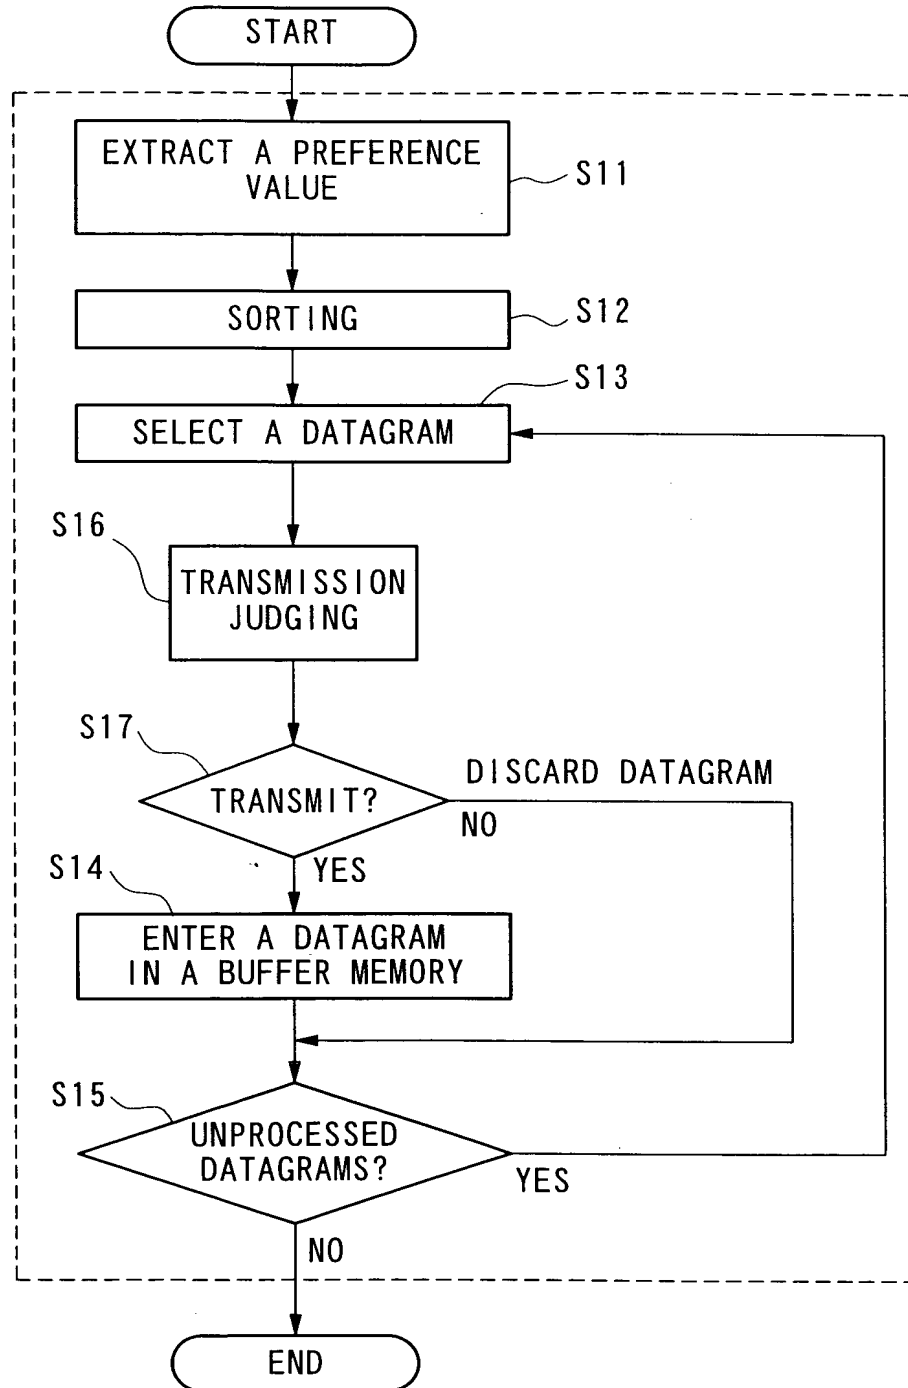 START
EXTRACT A PREFERENCE
VALUE
S11
SORTING
S12
S13
SELECT A DATAGRAM
S16
TRANSMISSION
JUDGING
S17
DISCARD DATAGRAM
TRANSMIT?
NO
YES
S14
ENTER A DATAGRAM
IN A BUFFER MEMORY
S15
UNPROCESSED
DATAGRAMS?
YES
NO
END